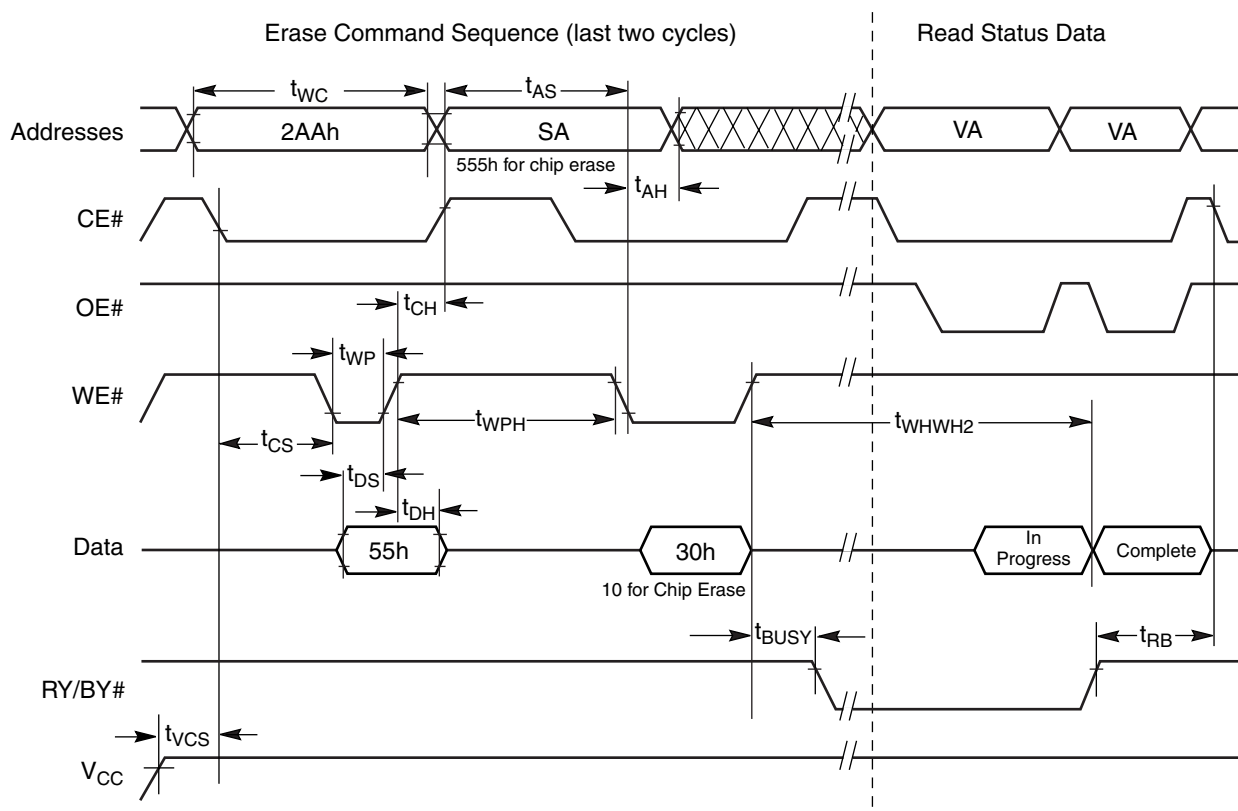 Erase Command Sequence (last two cycles)
Read Status Data
tWC
tAS
Addresses
2AAh
SA
VA
VA
555h for chip erase
tAH
CE#
OE#
tCH
tWP
WE#
tWPH
tWHWH2
tCS
tDS
tDH
Data
55h
30h
In
Progress
Complete
10 for Chip Erase
tBUSY
tRB
RY/BY#
tVCS
VCC